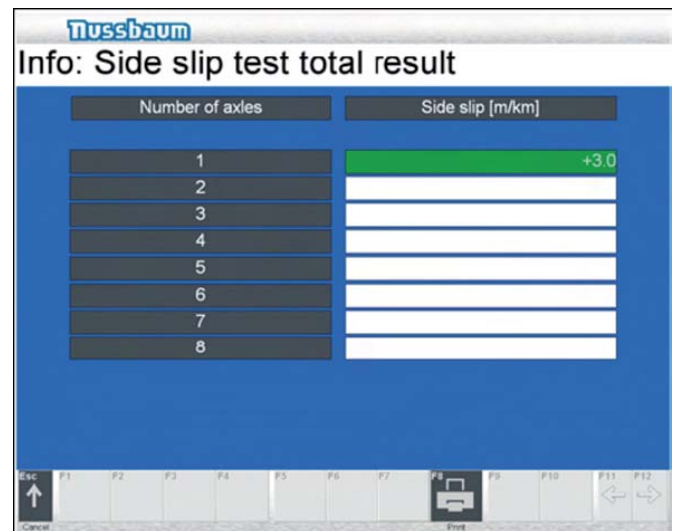 Nussbaum
Info: Side slip test total result
Number of axles Side slip [m/km]
1 +3.0
2
3
4
5
6
7
8
Esc F1 F2 F3 F4 F5 F6 F7 F8 F9 F10 F11 F12
Cancel Print